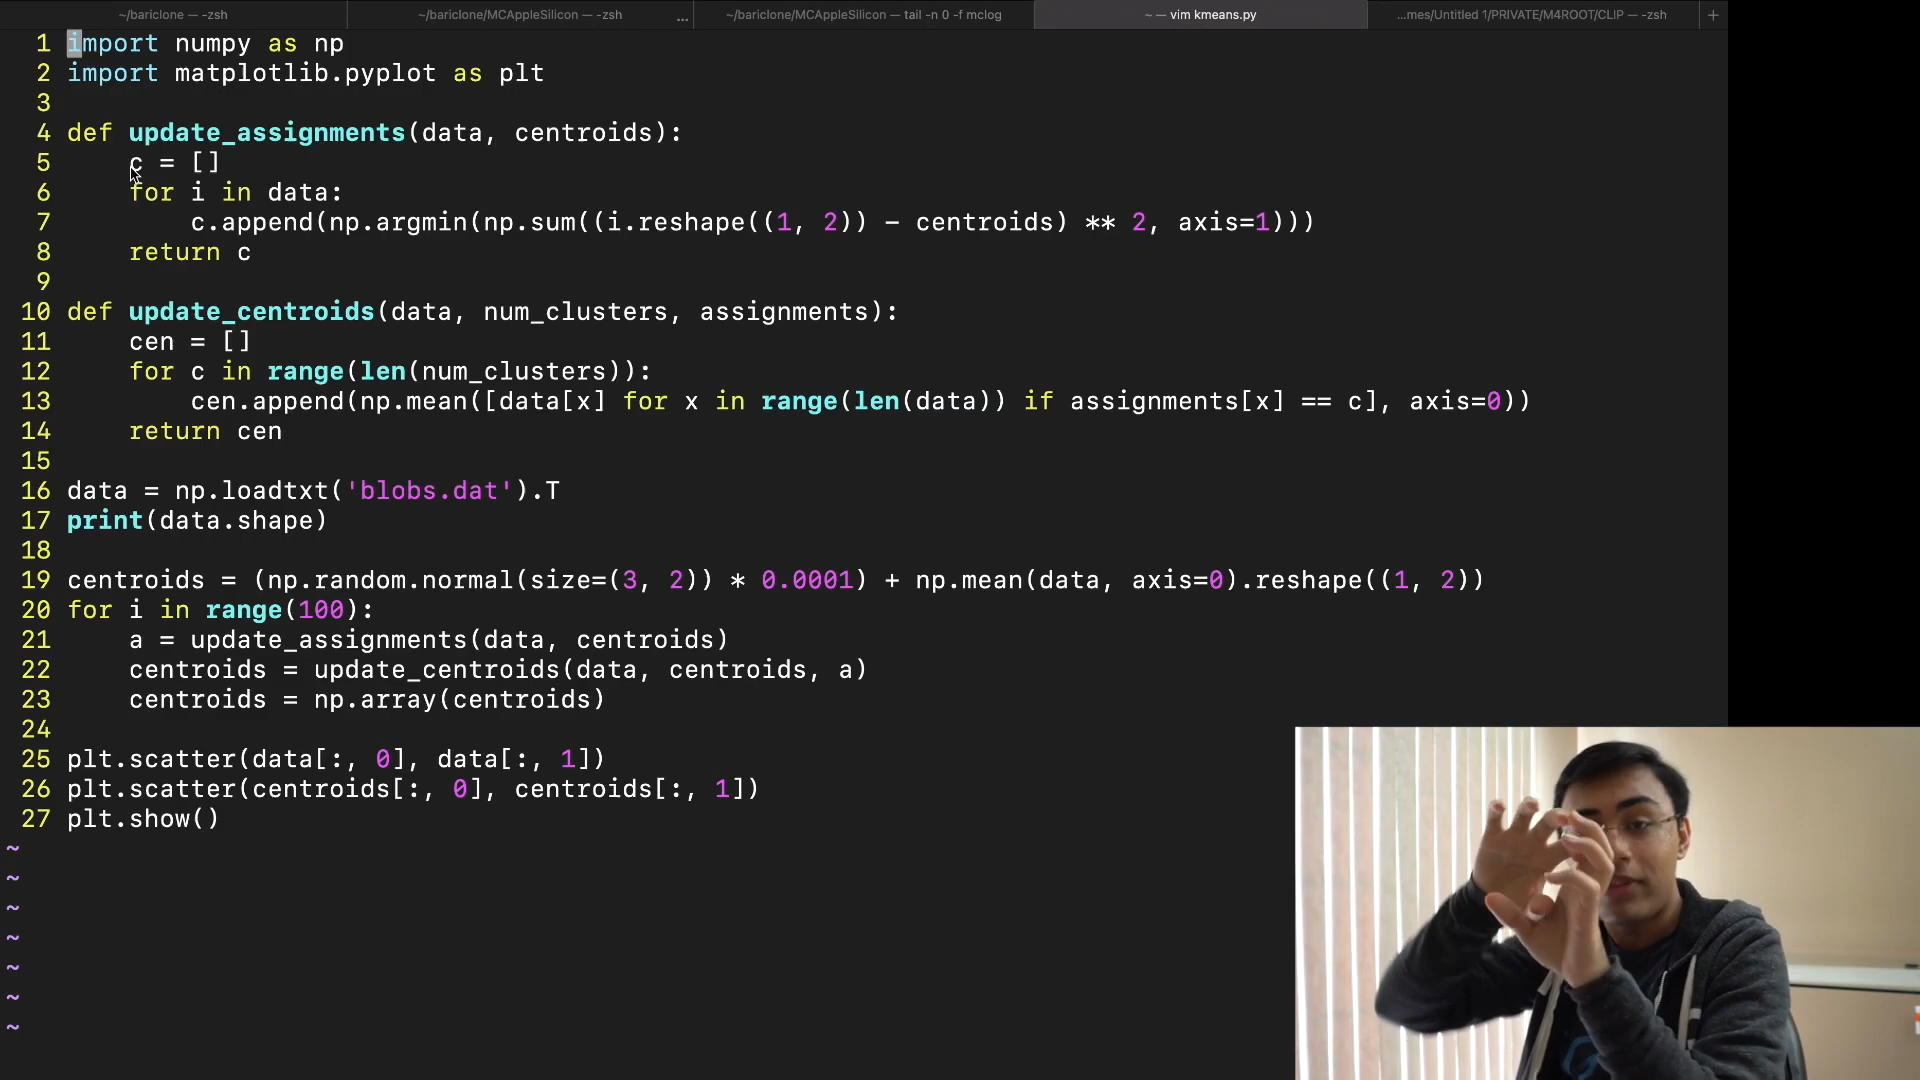 ~/bariclone — -zsh
~/bariclone/MCAppleSilicon — -zsh ...
~/bariclone/MCAppleSilicon — tail -n 0 -f mclog
~ — vim kmeans.py
...mes/Untitled 1/PRIVATE/M4ROOT/CLIP — -zsh +
1 import numpy as np
2 import matplotlib.pyplot as plt
3
4 def update_assignments(data, centroids):
5     c = []
6     for i in data:
7         c.append(np.argmin(np.sum((i.reshape((1, 2)) - centroids) ** 2, axis=1)))
8     return c
9
10 def update_centroids(data, num_clusters, assignments):
11     cen = []
12     for c in range(len(num_clusters)):
13         cen.append(np.mean([data[x] for x in range(len(data)) if assignments[x] == c], axis=0))
14     return cen
15
16 data = np.loadtxt('blobs.dat').T
17 print(data.shape)
18
19 centroids = (np.random.normal(size=(3, 2)) * 0.0001) + np.mean(data, axis=0).reshape((1, 2))
20 for i in range(100):
21     a = update_assignments(data, centroids)
22     centroids = update_centroids(data, centroids, a)
23     centroids = np.array(centroids)
24
25 plt.scatter(data[:, 0], data[:, 1])
26 plt.scatter(centroids[:, 0], centroids[:, 1])
27 plt.show()
~
~
~
~
~
~
~